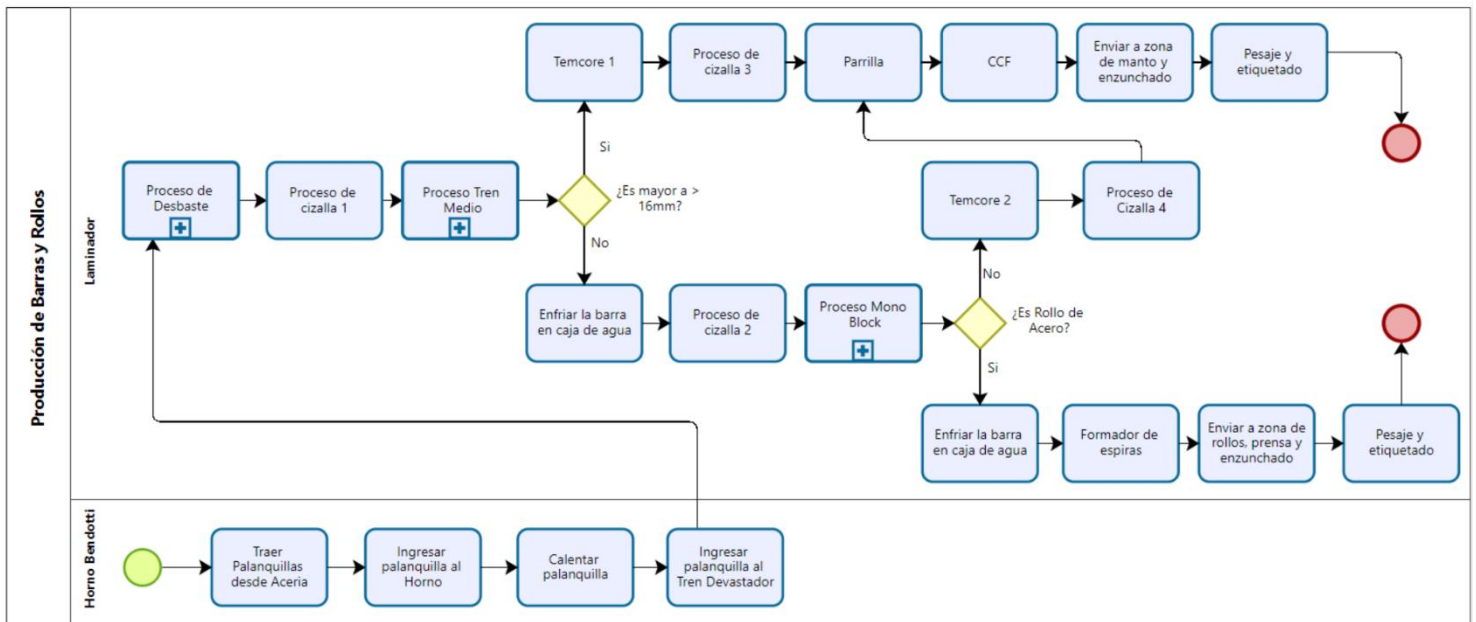 Producción de Barras y Rollos
Laminador
Temcore 1
Proceso de
cizalla 3
Parrilla
CCF
Enviar a zona
de manto y
enzunchado
Pesaje y
etiquetado
Si
Proceso de
Desbaste
Proceso de
cizalla 1
Proceso Tren
Medio
¿Es mayor a >
16mm?
No
Temcore 2
Proceso de
Cizalla 4
No
Enfriar la barra
en caja de agua
Proceso de
cizalla 2
Proceso Mono
Block
¿Es Rollo de
Acero?
Si
Enfriar la barra
en caja de agua
Formador de
espiras
Enviar a zona de
rollos, prensa y
enzunchado
Pesaje y
etiquetado
Horno Bendotti
Traer
Palanquillas
desde Aceria
Ingresar
palanquilla al
Horno
Calentar
palanquilla
Ingresar
palanquilla al
Tren Devastador